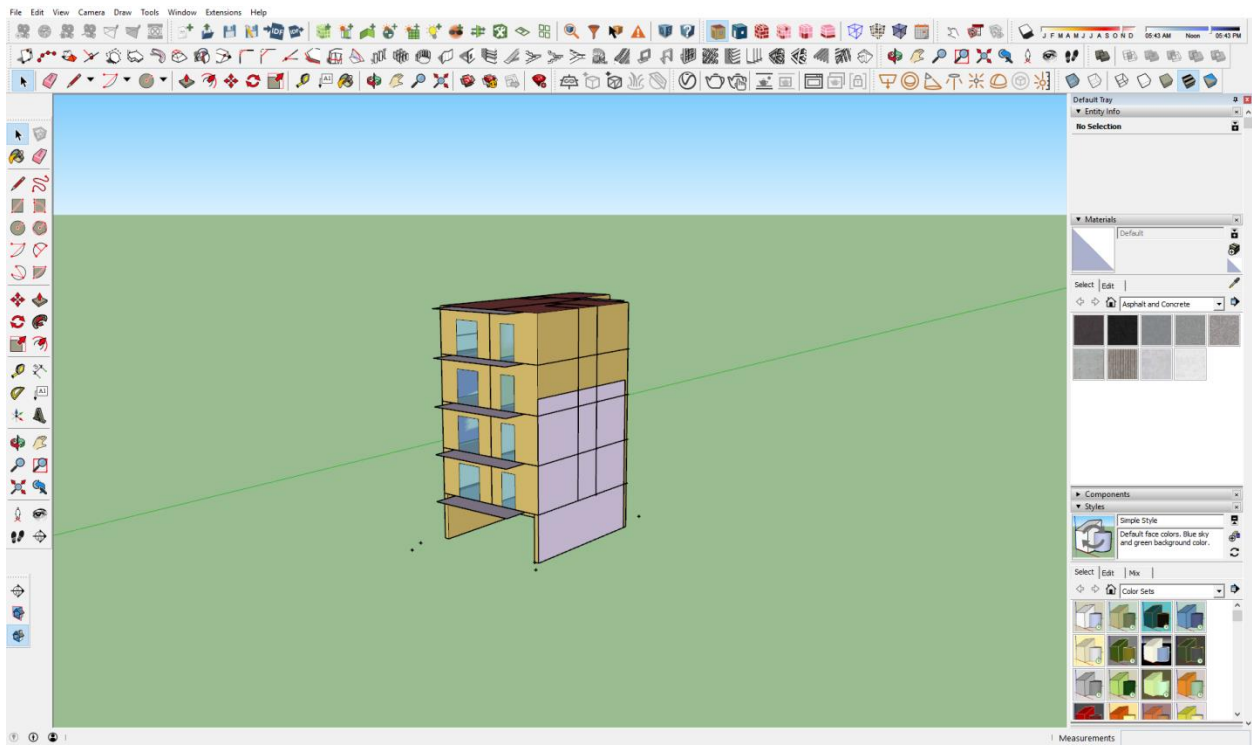 File Edit View Camera Draw Tools Window Extensions Help
J F M A M J J A S O N D 05:43 AM Noon 05:43 PM
Default Tray
Entity Info
No Selection
Materials
Default
Select Edit
Asphalt and Concrete
Components
Styles
Simple Style
Default face colors. Blue sky
and green background color.
Select Edit Mix
Color Sets
Measurements